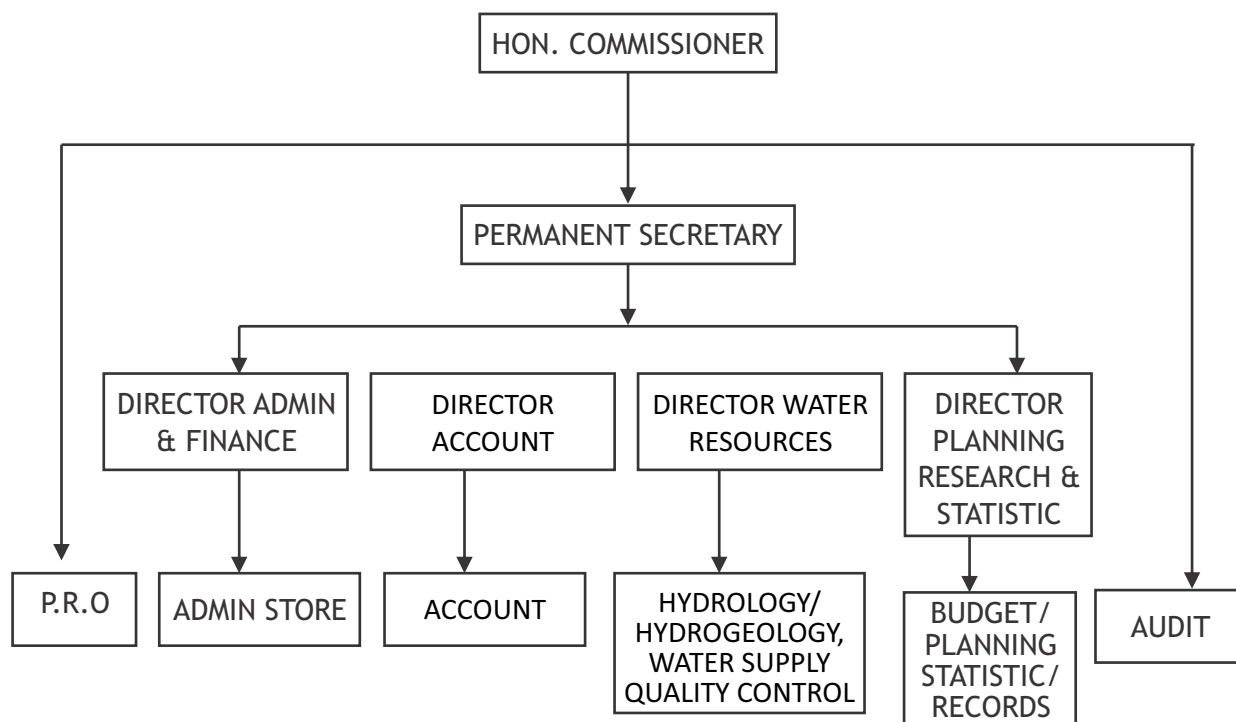 HON. COMMISSIONER
PERMANENT SECRETARY
DIRECTOR ADMIN
& FINANCE
DIRECTOR
ACCOUNT
DIRECTOR WATER
RESOURCES
DIRECTOR
PLANNING
RESEARCH &
STATISTIC
P.R.O
ADMIN STORE
ACCOUNT
HYDROLOGY/
HYDROGEOLOGY,
WATER SUPPLY
QUALITY CONTROL
BUDGET/
PLANNING
STATISTIC/
RECORDS
AUDIT